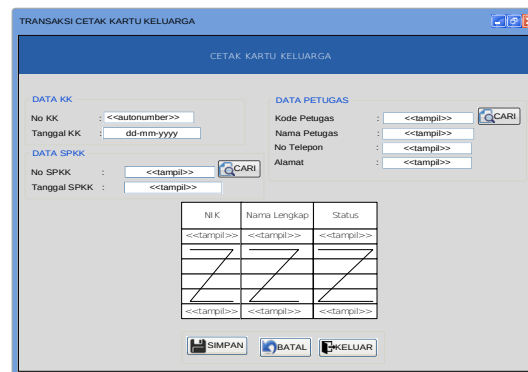 TRANSAKSI CETAK KARTU KELUARGA
CETAK KARTU KELUARGA
DATA KK
No KK : <<autonumber>>
Tanggal KK : dd-mm-yyyy
DATA SPKK
No SPKK : <<tampil>> CARI
Tanggal SPKK : <<tampil>>
DATA PETUGAS
Kode Petugas : <<tampil>> CARI
Nama Petugas : <<tampil>>
No Telepon : <<tampil>>
Alamat : <<tampil>>
NIK Nama Lengkap Status
<<tampil>> <<tampil>> <<tampil>>
<<tampil>> <<tampil>> <<tampil>>
SIMPAN BATAL KELUAR